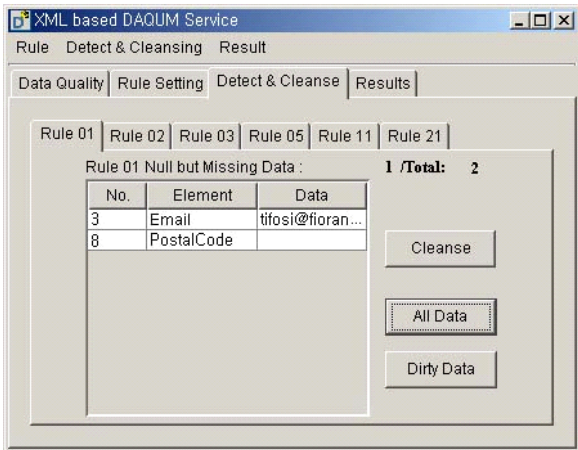 XML based DAQUM Service
Rule Detect & Cleansing Result
Data Quality Rule Setting Detect & Cleanse Results
Rule 01 Rule 02 Rule 03 Rule 05 Rule 11 Rule 21
Rule 01 Null but Missing Data : 1 /Total: 2
No. Element Data
3 Email tifosi@fioran...
8 PostalCode
Cleanse
All Data
Dirty Data